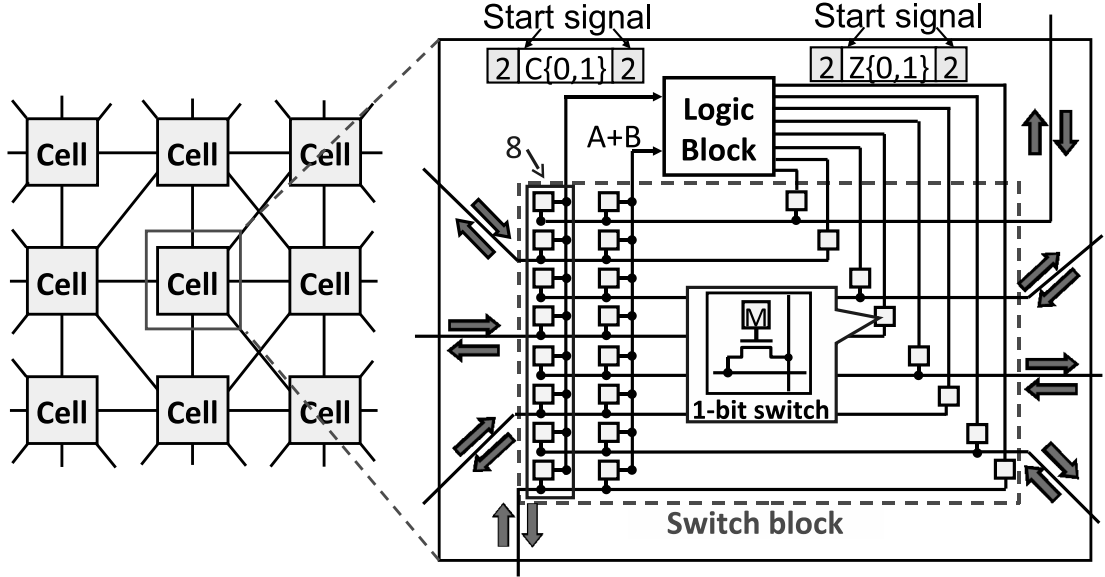 Start signal
Start signal
2 C{0,1} 2
2 Z{0,1} 2
Cell Cell Cell
Cell Cell Cell
Cell Cell Cell
Logic
Block
A+B
8
M
1-bit switch
Switch block